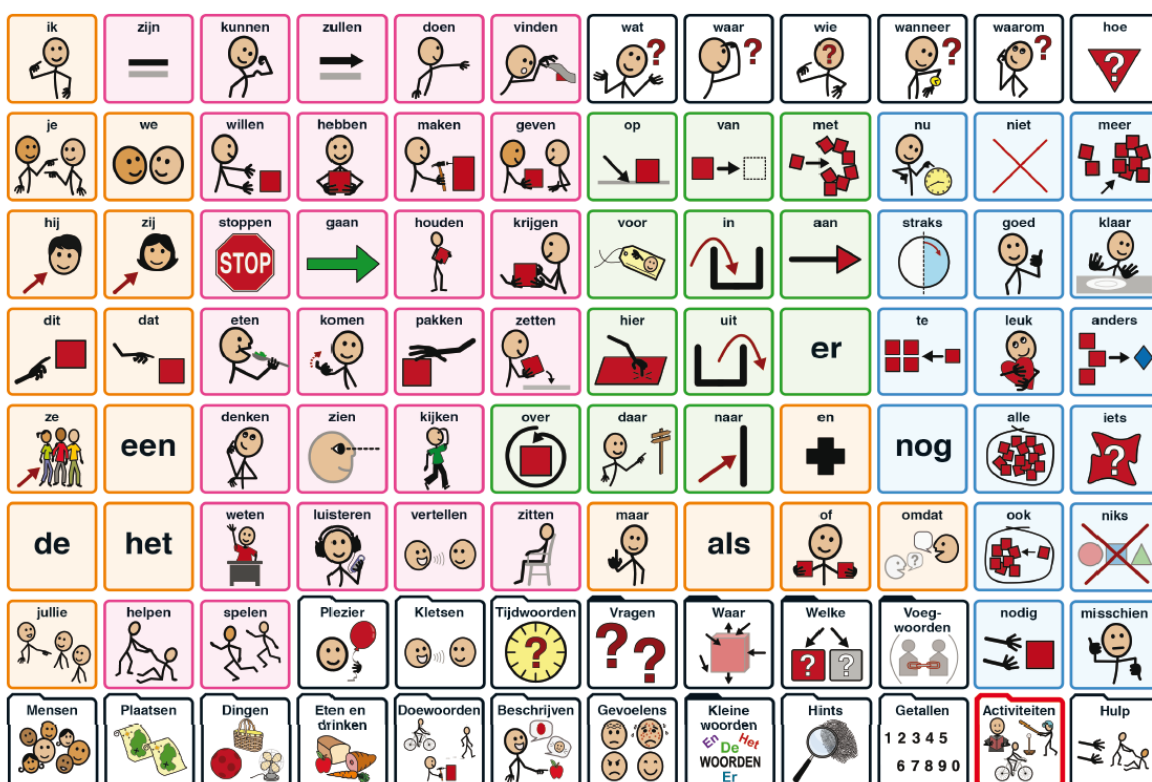 ik zijn kunnen zullen doen vinden wat waar wie wanneer waarom hoe
? ? ? ? ? ?
je we willen hebben maken geven op van met nu niet meer
hij zij stoppen gaan houden krijgen voor in aan straks goed klaar
STOP
dit dat eten komen pakken zetten hier uit er te leuk anders
ze een denken zien kijken over daar naar en nog alle iets
?
de het weten luisteren vertellen zitten maar als of omdat ook niks
?
jullie helpen spelen Plezier Kletsen Tijdwoorden Vragen Waar Welke Voeg-
woorden nodig misschien
? ? ? ? ?
Mensen Plaatsen Dingen Eten en
drinken Doewoorden Beschrijven Gevoelens Kleine
woorden Hints Getallen Activiteiten Hulp
En De Het
WOORDEN
Er
1 2 3 4 5
6 7 8 9 0